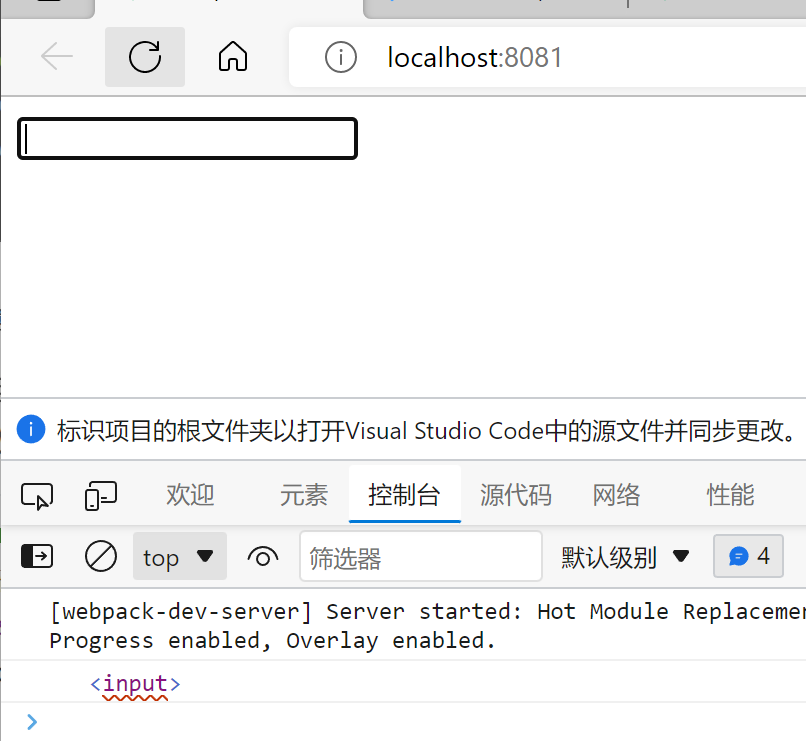 localhost:8081
标识项目的根文件夹以打开Visual Studio Code中的源文件并同步更改。
欢迎 元素 控制台 源代码 网络 性能
top 筛选器 默认级别 4
[webpack-dev-server] Server started: Hot Module Replacemen
Progress enabled, Overlay enabled.
<input>